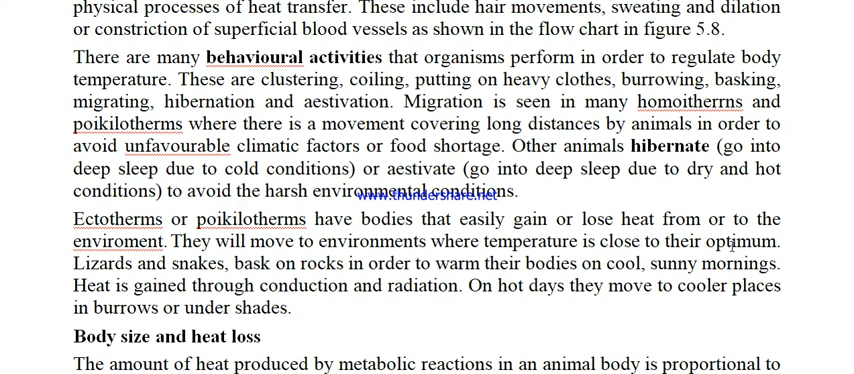 physical processes of heat transfer. These include hair movements, sweating and dilation
or constriction of superficial blood vessels as shown in the flow chart in figure 5.8.
There are many behavioural activities that organisms perform in order to regulate body
temperature. These are clustering, coiling, putting on heavy clothes, burrowing, basking,
migrating, hibernation and aestivation. Migration is seen in many homoitherrns and
poikilotherms where there is a movement covering long distances by animals in order to
avoid unfavourable climatic factors or food shortage. Other animals hibernate (go into
deep sleep due to cold conditions) or aestivate (go into deep sleep due to dry and hot
conditions) to avoid the harsh environmental conditions.
www.thundershare.net
Ectotherms or poikilotherms have bodies that easily gain or lose heat from or to the
enviroment. They will move to environments where temperature is close to their optimum.
Lizards and snakes, bask on rocks in order to warm their bodies on cool, sunny mornings.
Heat is gained through conduction and radiation. On hot days they move to cooler places
in burrows or under shades.
Body size and heat loss
The amount of heat produced by metabolic reactions in an animal body is proportional to